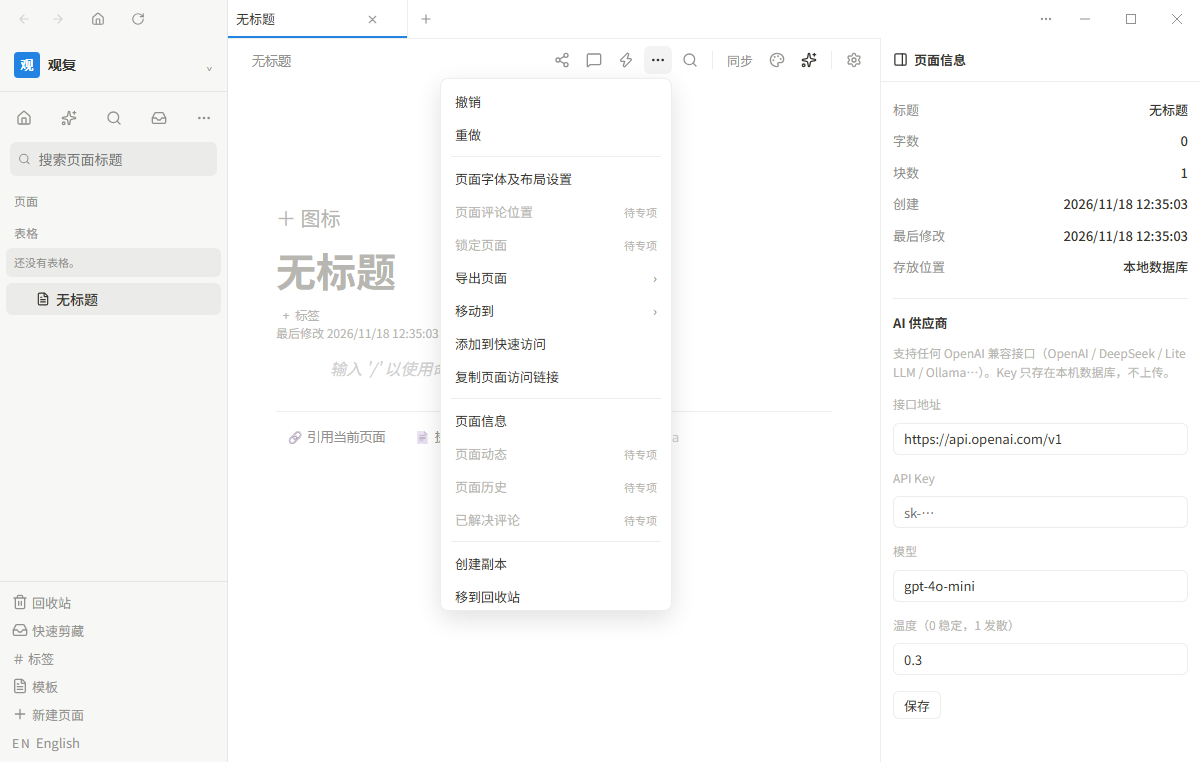 无标题
观 观复
搜索页面标题
页面
表格
还没有表格。
无标题
回收站
快速剪藏
# 标签
模板
新建页面
EN English
无标题
同步
+ 图标
无标题
+ 标签
最后修改 2026/11/18 12:35:03
输入 '/' 以使用
引用当前页面
撤销
重做
页面字体及布局设置
页面评论位置 待专项
锁定页面 待专项
导出页面 ›
移动到 ›
添加到快速访问
复制页面访问链接
页面信息
页面动态 待专项
页面历史 待专项
已解决评论 待专项
创建副本
移到回收站
页面信息
标题 无标题
字数 0
块数 1
创建 2026/11/18 12:35:03
最后修改 2026/11/18 12:35:03
存放位置 本地数据库
AI 供应商
支持任何 OpenAI 兼容接口（OpenAI / DeepSeek / Lite
LLM / Ollama…）。Key 只存在本机数据库，不上传。
接口地址
https://api.openai.com/v1
API Key
sk-…
模型
gpt-4o-mini
温度（0 稳定，1 发散）
0.3
保存